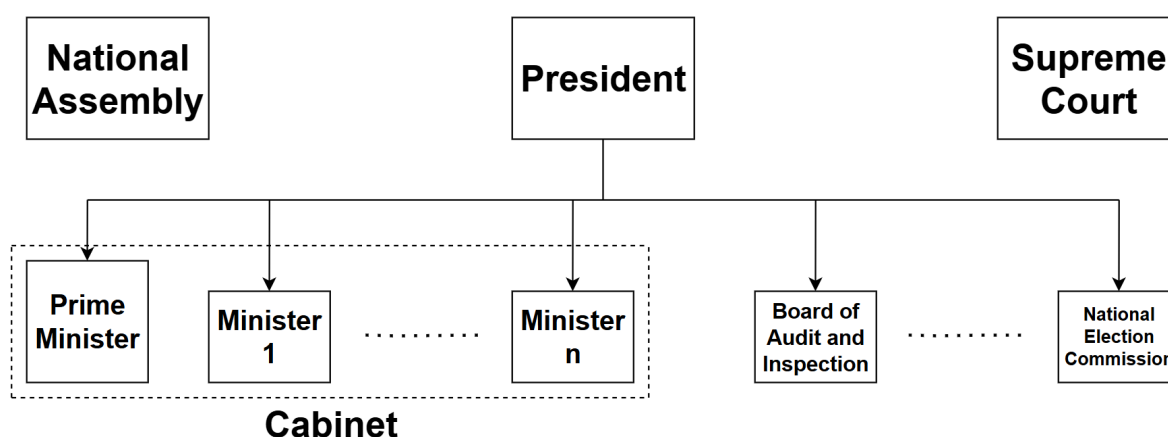 National
Assembly
President
Supreme
Court
Prime
Minister
Minister
1
Minister
n
Board of
Audit and
Inspection
National
Election
Commission
Cabinet